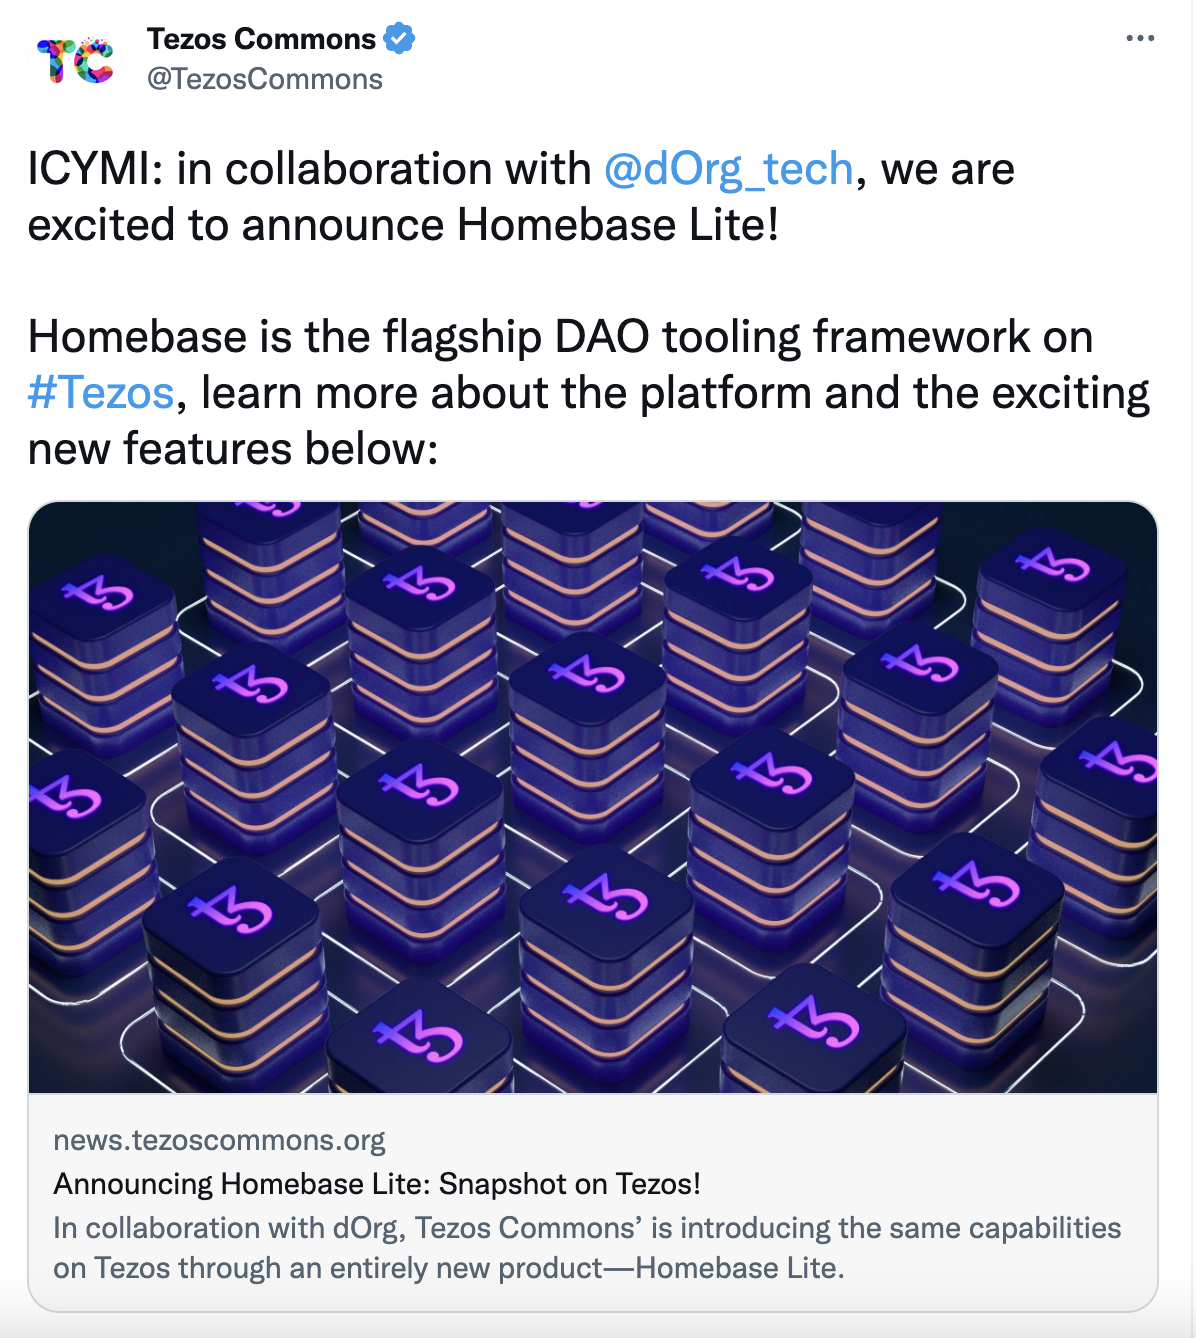 TC
Tezos Commons
@TezosCommons
ICYMI: in collaboration with @dOrg_tech, we are
excited to announce Homebase Lite!
Homebase is the flagship DAO tooling framework on
#Tezos, learn more about the platform and the exciting
new features below:
news.tezoscommons.org
Announcing Homebase Lite: Snapshot on Tezos!
In collaboration with dOrg, Tezos Commons’ is introducing the same capabilities
on Tezos through an entirely new product—Homebase Lite.